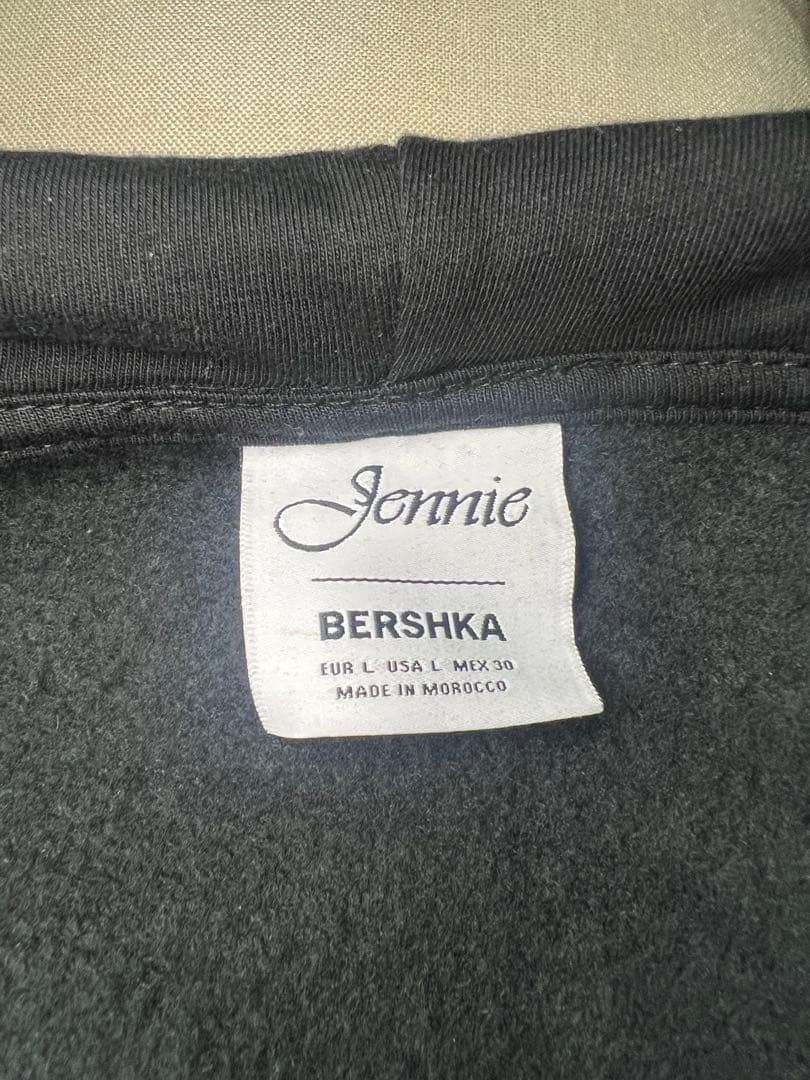 Jennie
BERSHKA
EUR L USA L MEX 30
MADE IN MOROCCO